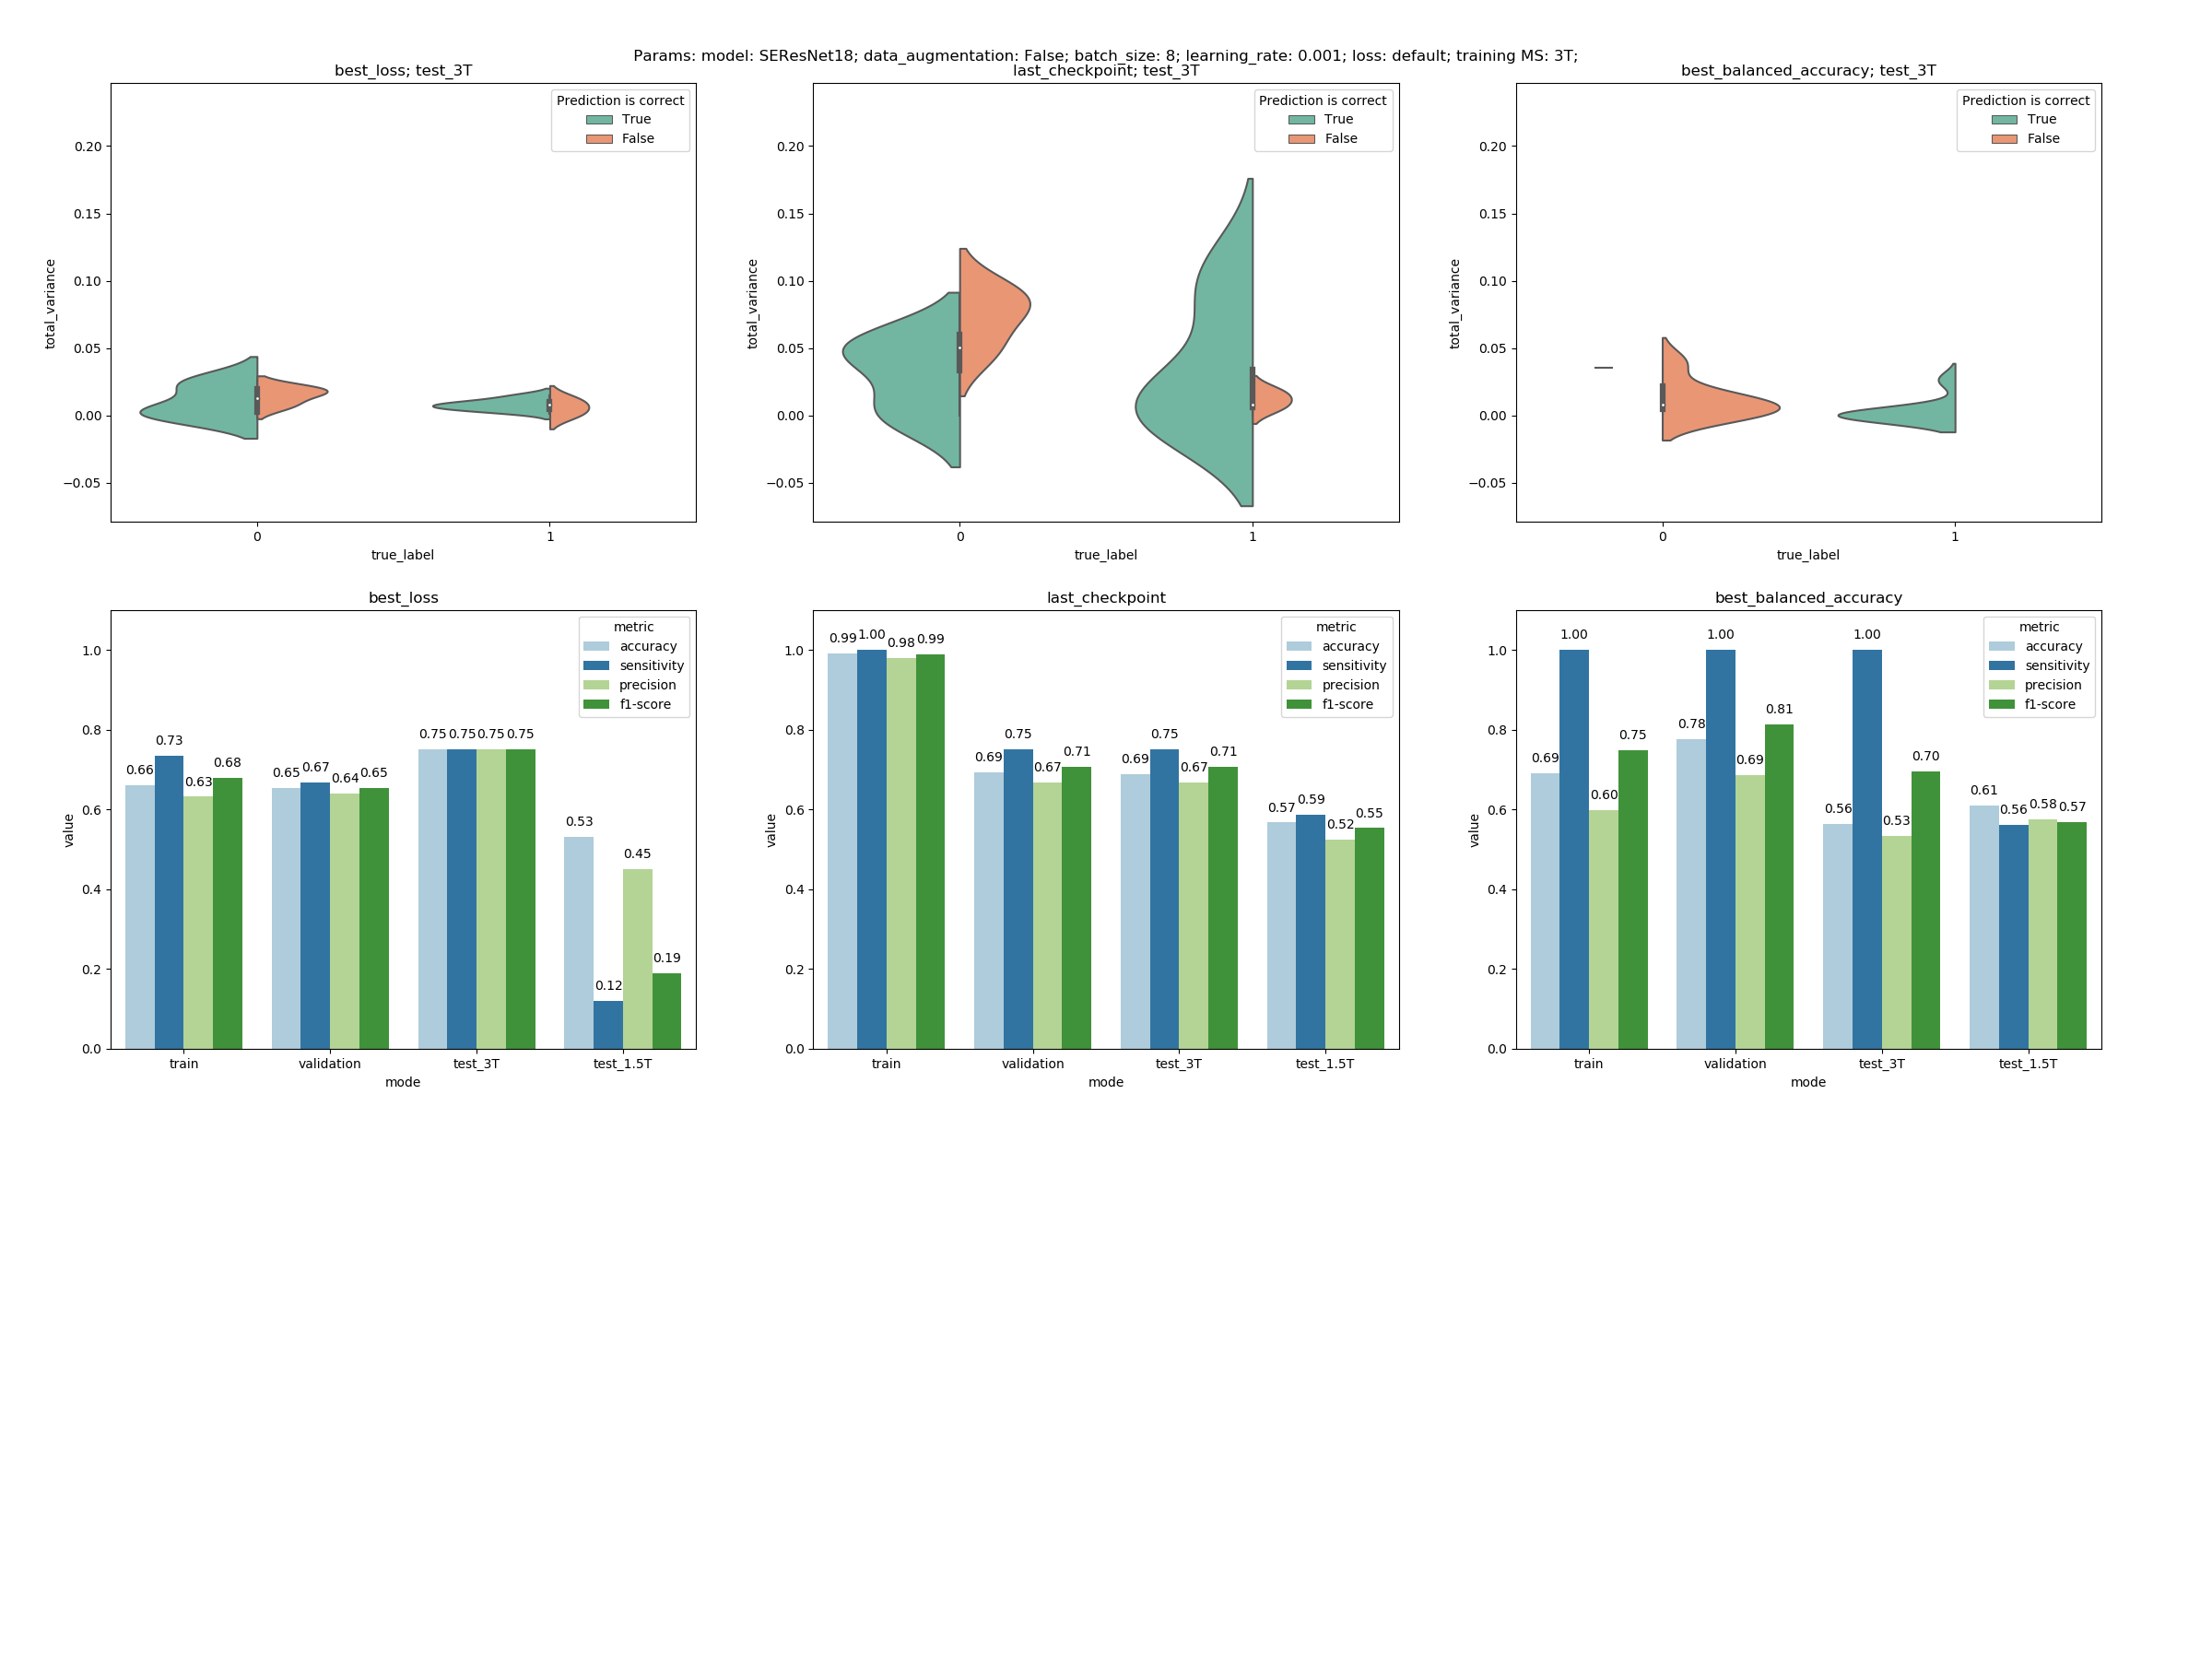 Params: model: SEResNet18; data_augmentation: False; batch_size: 8; learning_rate: 0.001; loss: default; training MS: 3T;
best_loss; test_3T
Prediction is correct
True
False
0.20
0.15
0.10
0.05
0.00
−0.05
total_variance
0 1
true_label
last_checkpoint; test_3T
Prediction is correct
True
False
0.20
0.15
0.10
0.05
0.00
−0.05
total_variance
0 1
true_label
best_balanced_accuracy; test_3T
Prediction is correct
True
False
0.20
0.15
0.10
0.05
0.00
−0.05
total_variance
0 1
true_label
best_loss
metric
accuracy
sensitivity
precision
f1-score
1.0
0.8
0.6
0.4
0.2
0.0
value
0.66 0.73 0.63 0.68
0.65 0.67 0.64 0.65
0.75 0.75 0.75 0.75
0.53 0.12 0.45 0.19
train validation test_3T test_1.5T
mode
last_checkpoint
metric
accuracy
sensitivity
precision
f1-score
1.0
0.8
0.6
0.4
0.2
0.0
value
0.99 1.00 0.98 0.99
0.69 0.75 0.67 0.71
0.69 0.75 0.67 0.71
0.57 0.59 0.52 0.55
train validation test_3T test_1.5T
mode
best_balanced_accuracy
metric
accuracy
sensitivity
precision
f1-score
1.0
0.8
0.6
0.4
0.2
0.0
value
0.69 1.00 0.60 0.75
0.78 1.00 0.69 0.81
0.56 1.00 0.53 0.70
0.61 0.56 0.58 0.57
train validation test_3T test_1.5T
mode